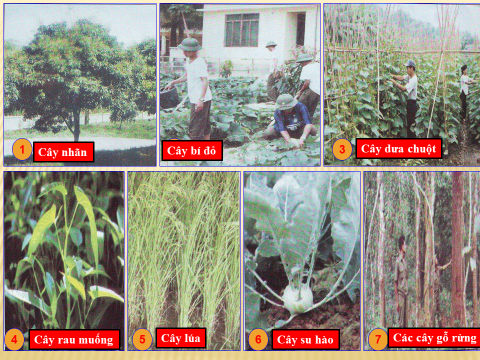 1 Cây nhãn
Cây bí đỏ
3 Cây dưa chuột
4 Cây rau muống
5 Cây lúa
6 Cây su hào
7 Các cây gỗ rừng